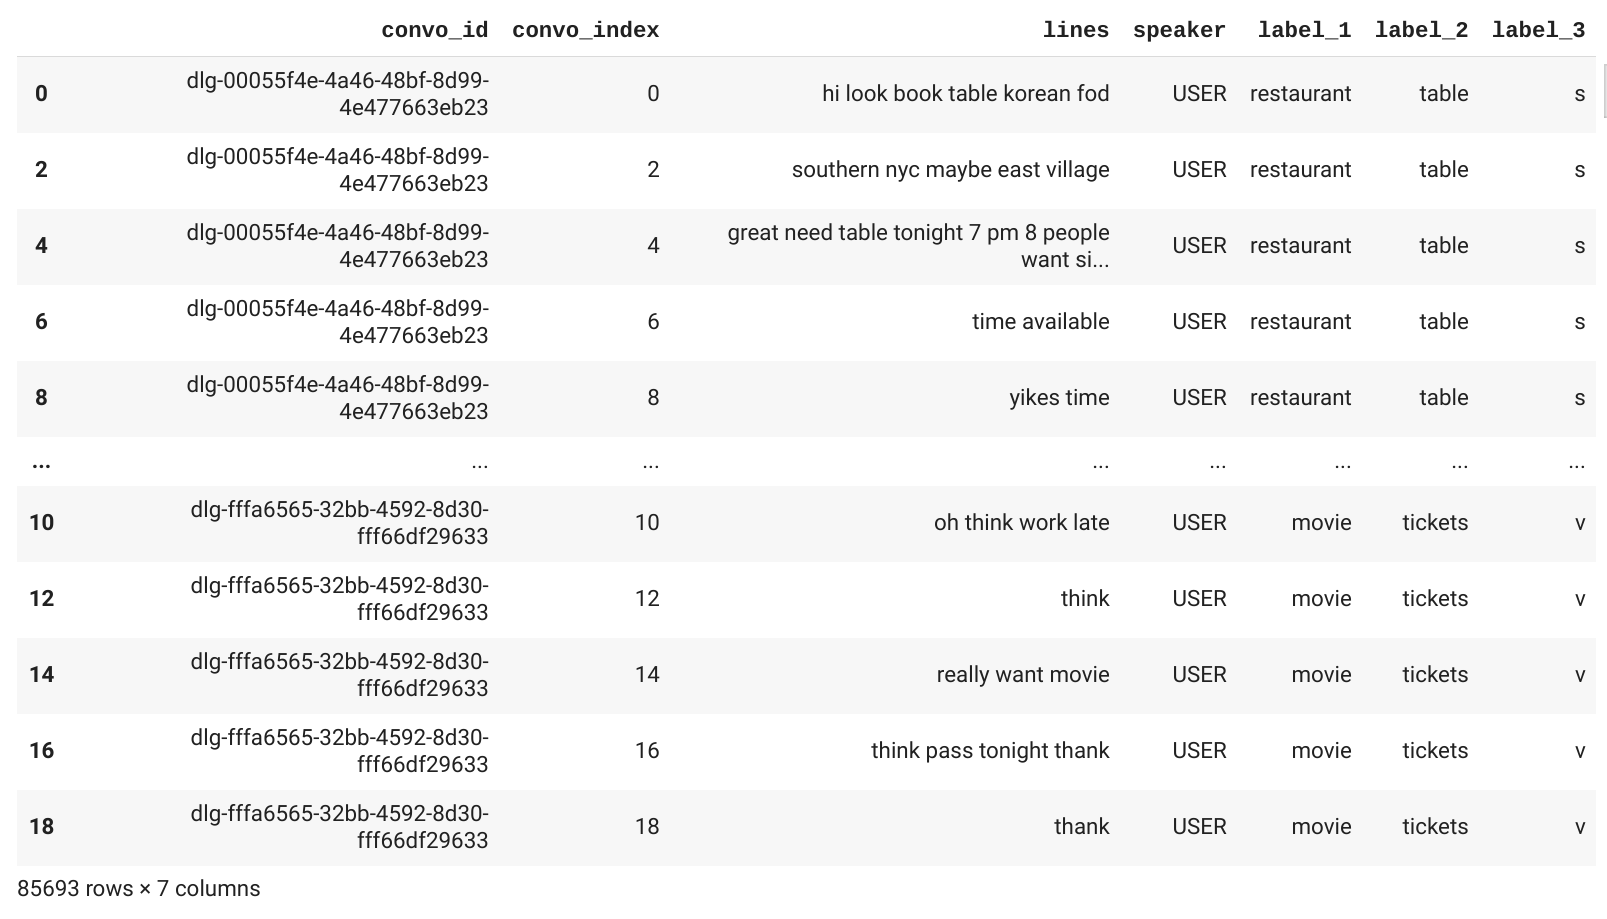 convo_id convo_index lines speaker label_1 label_2 label_3
0 dlg-00055f4e-4a46-48bf-8d99-4e477663eb23 0 hi look book table korean fod USER restaurant table s
2 dlg-00055f4e-4a46-48bf-8d99-4e477663eb23 2 southern nyc maybe east village USER restaurant table s
4 dlg-00055f4e-4a46-48bf-8d99-4e477663eb23 4 great need table tonight 7 pm 8 people want si... USER restaurant table s
6 dlg-00055f4e-4a46-48bf-8d99-4e477663eb23 6 time available USER restaurant table s
8 dlg-00055f4e-4a46-48bf-8d99-4e477663eb23 8 yikes time USER restaurant table s
... ... ... ... ... ... ... ...
10 dlg-fffa6565-32bb-4592-8d30-fff66df29633 10 oh think work late USER movie tickets v
12 dlg-fffa6565-32bb-4592-8d30-fff66df29633 12 think USER movie tickets v
14 dlg-fffa6565-32bb-4592-8d30-fff66df29633 14 really want movie USER movie tickets v
16 dlg-fffa6565-32bb-4592-8d30-fff66df29633 16 think pass tonight thank USER movie tickets v
18 dlg-fffa6565-32bb-4592-8d30-fff66df29633 18 thank USER movie tickets v
85693 rows × 7 columns